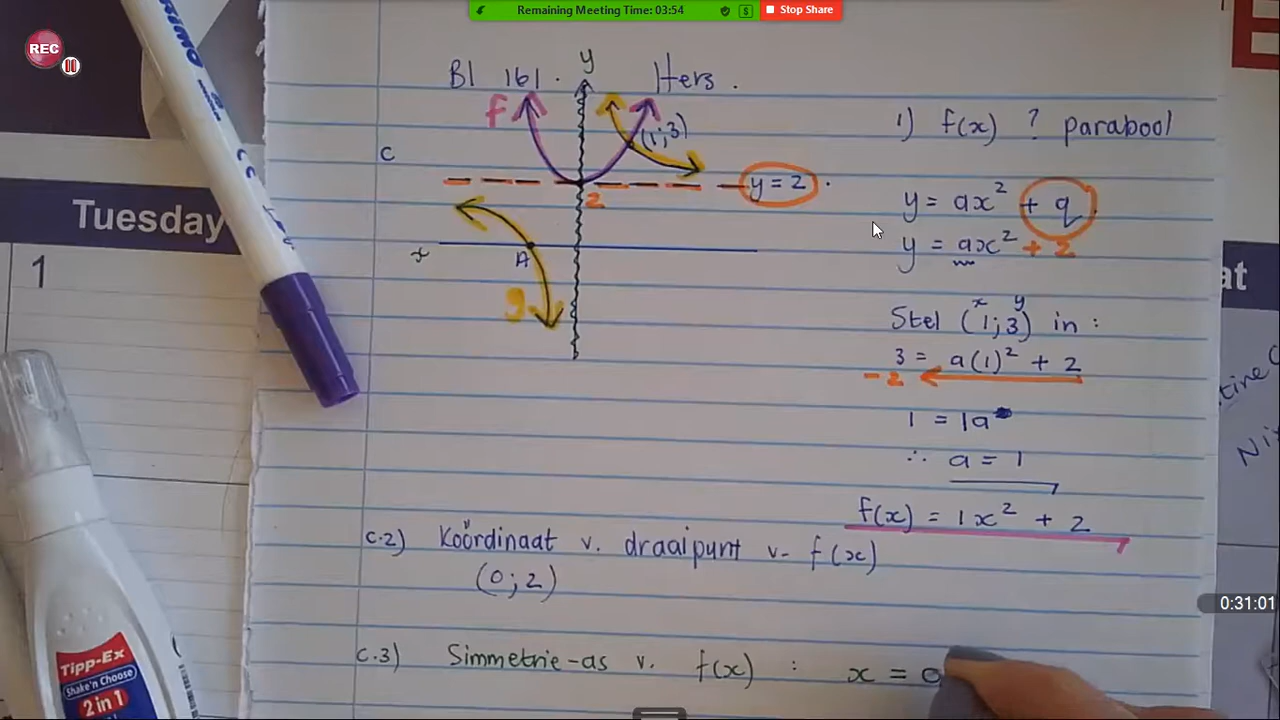 Remaining Meeting Time: 03:54
Stop Share
REC
PRIMO
Bl 161. Hers.
y
f
(1;3)
c
y = 2
2
x
A
g
1) f(x) ? parabool
y = ax² + q
y = ax² + 2
x y
Stel (1;3) in :
3 = a(1)² + 2
-2
1 = 1a
∴ a = 1
f(x) = 1x² + 2
c.2) Koördinaat v. draaipunt v. f(x)
(0;2)
c.3) Simmetrie-as v. f(x) : x = 0
Tuesday
1
at
Tipp-Ex
Shake'n Choose
2 in 1
0:31:01